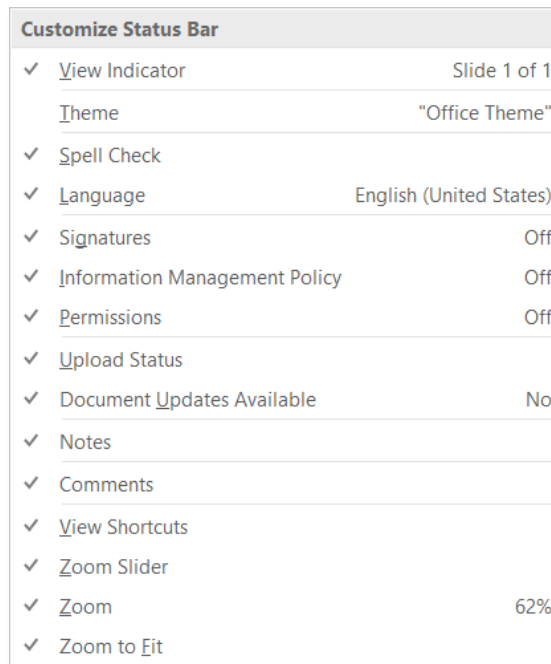 Customize Status Bar
View Indicator Slide 1 of 1
Theme "Office Theme"
Spell Check
Language English (United States)
Signatures Off
Information Management Policy Off
Permissions Off
Upload Status
Document Updates Available No
Notes
Comments
View Shortcuts
Zoom Slider
Zoom 62%
Zoom to Fit